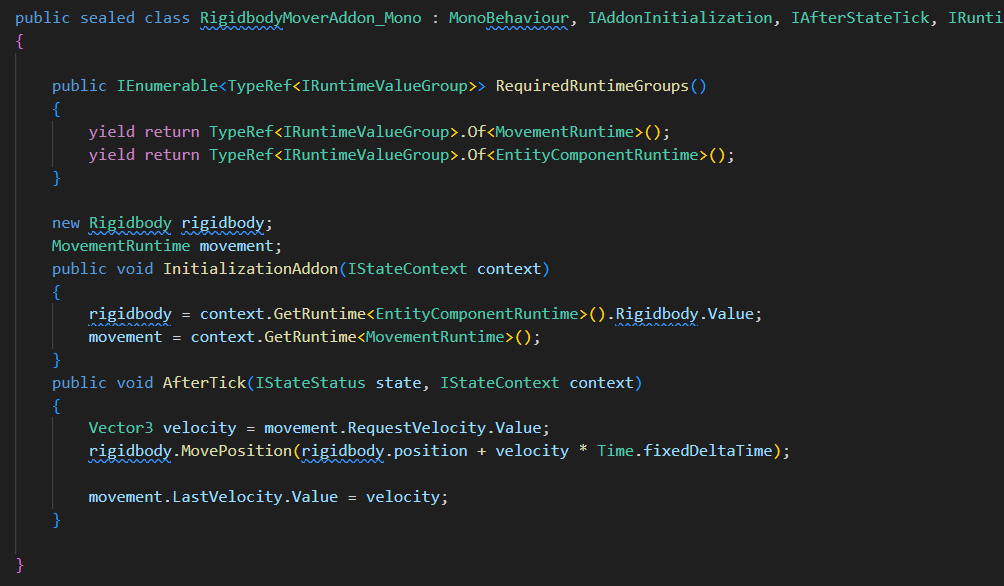 public sealed class RigidbodyMoverAddon_Mono : MonoBehaviour, IAddonInitialization, IAfterStateTick, IRunti
{
public IEnumerable<TypeRef<IRuntimeValueGroup>> RequiredRuntimeGroups()
{
yield return TypeRef<IRuntimeValueGroup>.Of<MovementRuntime>();
yield return TypeRef<IRuntimeValueGroup>.Of<EntityComponentRuntime>();
}
new Rigidbody rigidbody;
MovementRuntime movement;
public void InitializationAddon(IStateContext context)
{
rigidbody = context.GetRuntime<EntityComponentRuntime>().Rigidbody.Value;
movement = context.GetRuntime<MovementRuntime>();
}
public void AfterTick(IStateStatus state, IStateContext context)
{
Vector3 velocity = movement.RequestVelocity.Value;
rigidbody.MovePosition(rigidbody.position + velocity * Time.fixedDeltaTime);
movement.LastVelocity.Value = velocity;
}
}